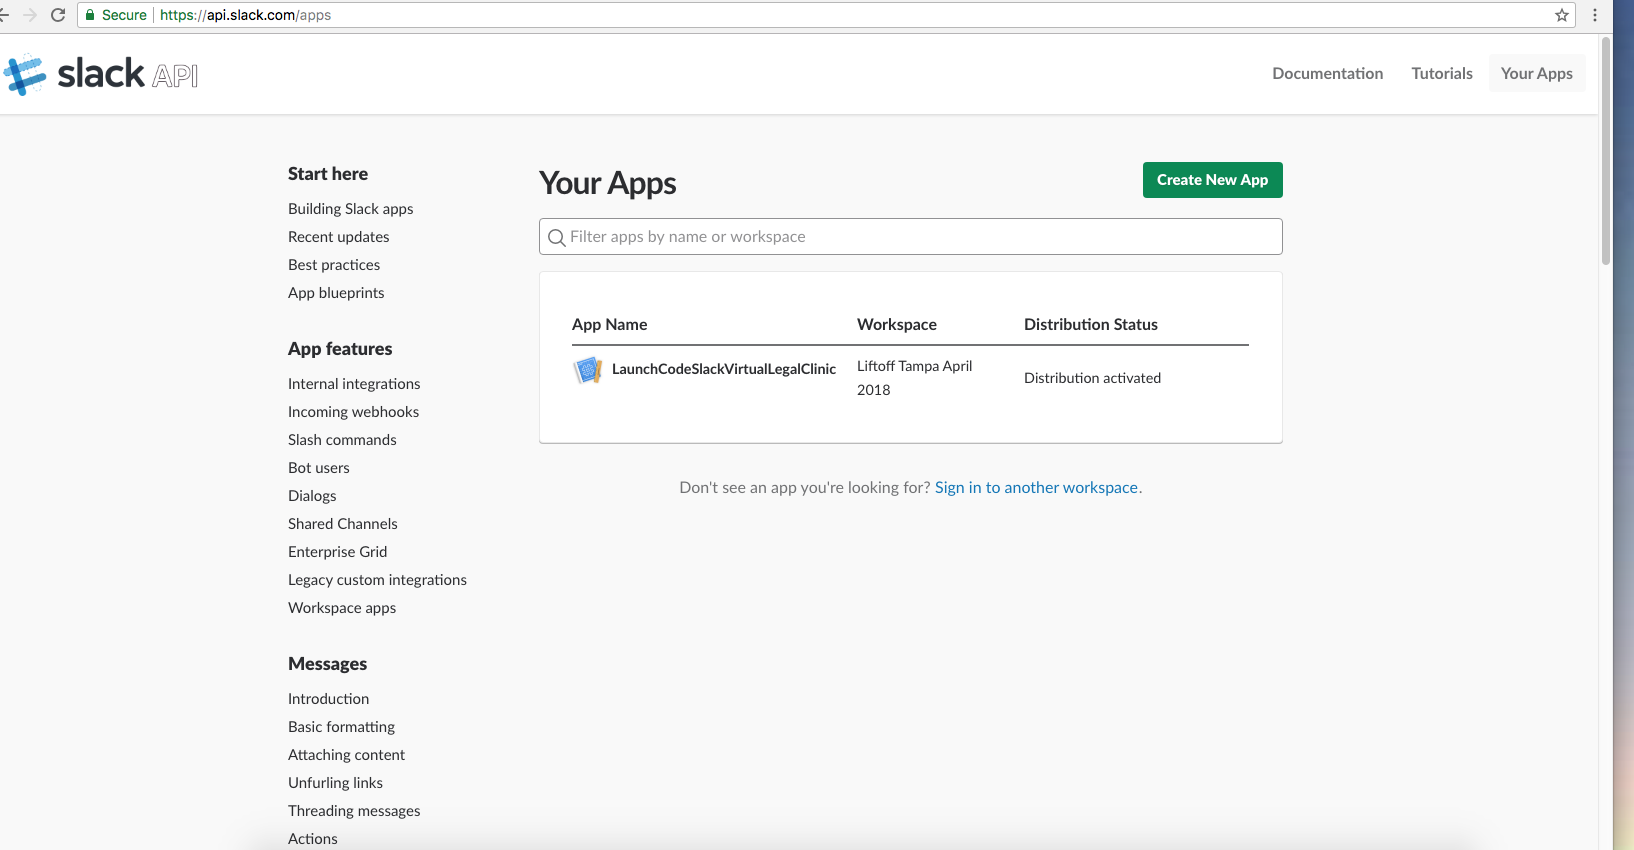 Secure https://api.slack.com/apps
slack API
Documentation Tutorials Your Apps
Start here
Building Slack apps
Recent updates
Best practices
App blueprints
App features
Internal integrations
Incoming webhooks
Slash commands
Bot users
Dialogs
Shared Channels
Enterprise Grid
Legacy custom integrations
Workspace apps
Messages
Introduction
Basic formatting
Attaching content
Unfurling links
Threading messages
Actions
Your Apps
Create New App
Filter apps by name or workspace
App Name Workspace Distribution Status
LaunchCodeSlackVirtualLegalClinic
Liftoff Tampa April
2018
Distribution activated
Don't see an app you're looking for? Sign in to another workspace.